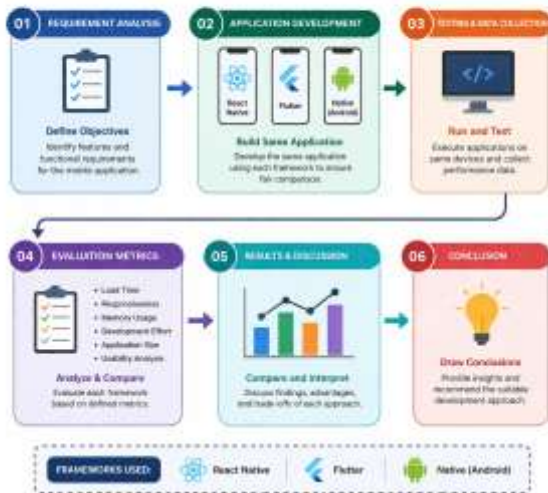 01 REQUIREMENT ANALYSIS
Define Objectives
Identify features and
functional requirements
for the mobile application.
02 APPLICATION DEVELOPMENT
React
Native
Flutter
Native
(Android)
Build Same Application
Develop the same application
using each framework to ensure
fair comparison.
03 TESTING & DATA COLLECTION
</>
Run and Test
Execute applications on
same devices and collect
performance data.
04 EVALUATION METRICS
• Load Time
• Responsiveness
• Memory Usage
• Development Effort
• Application Size
• Usability Analysis
Analyze & Compare
Evaluate each framework
based on defined metrics.
05 RESULTS & DISCUSSION
Compare and Interpret
Discuss findings, advantages,
and trade-offs of each approach.
06 CONCLUSION
Draw Conclusions
Provide insights and
recommend the suitable
development approach.
FRAMEWORKS USED:
React Native
Flutter
Native (Android)